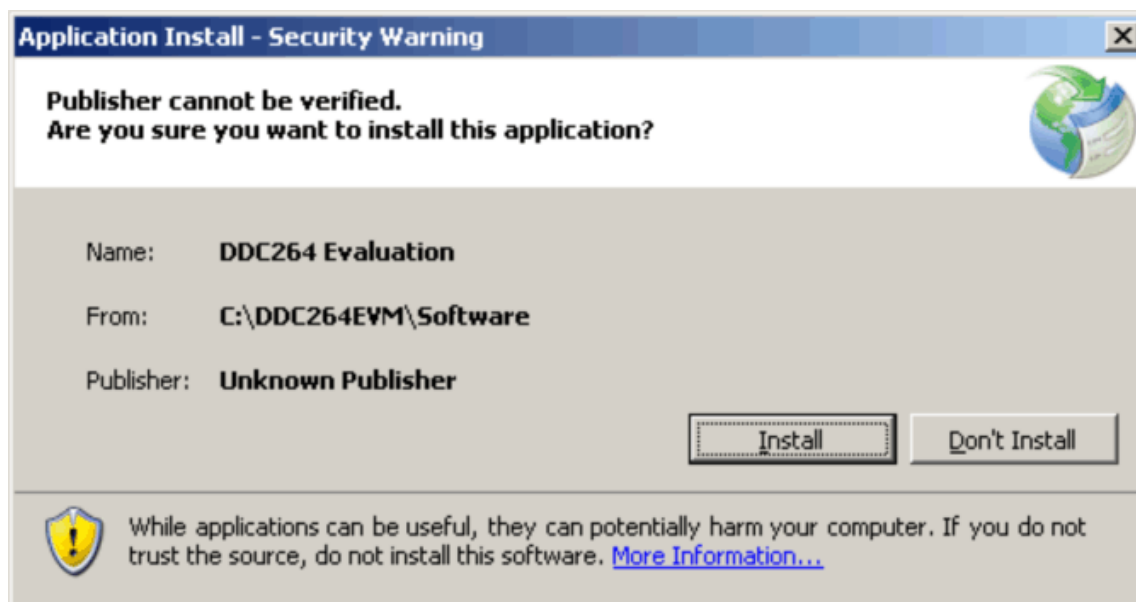 Application Install - Security Warning
Publisher cannot be verified.
Are you sure you want to install this application?
Name: DDC264 Evaluation
From: C:\DDC264EVM\Software
Publisher: Unknown Publisher
Install Don't Install
While applications can be useful, they can potentially harm your computer. If you do not
trust the source, do not install this software. More Information...